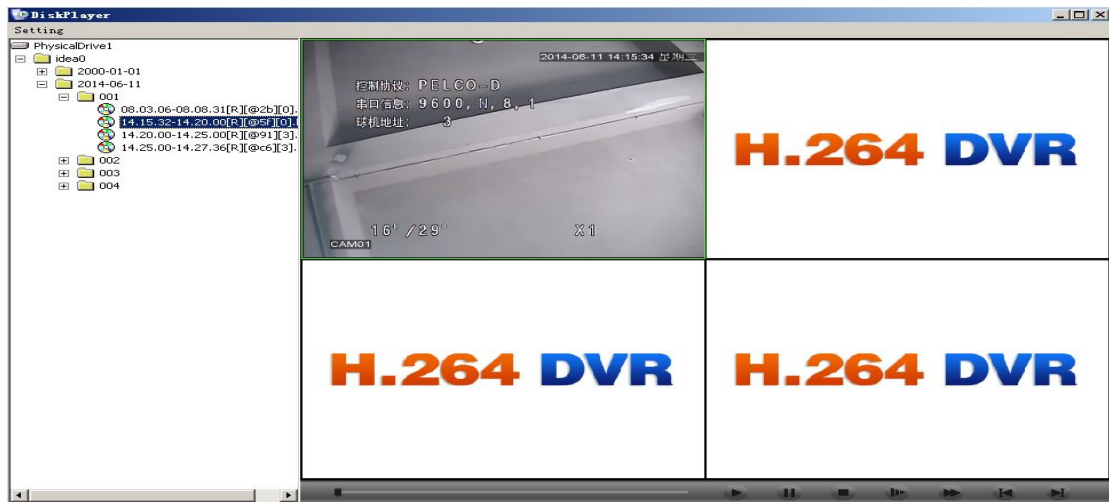 DiskPlayer
Setting
PhysicalDrive1
idea0
2000-01-01
2014-06-11
001
08.03.06-08.08.31[R][@2b][0].
14.15.32-14.20.00[R][@5f][0].
14.20.00-14.25.00[R][@91][3].
14.25.00-14.27.36[R][@c6][3].
002
003
004
2014-06-11 14:15:34 星期三
控制协议: PELCO-D
串口信息: 9600, N, 8, 1
球机地址: 3
16° /29°
X1
CAM01
H.264 DVR
H.264 DVR
H.264 DVR